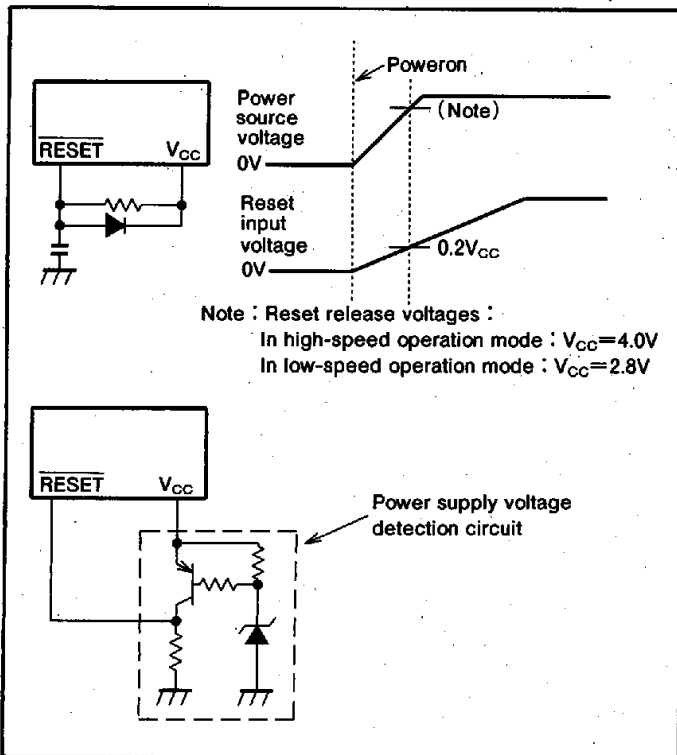 Poweron
Power
source
voltage
(Note)
RESET VCC
0V
Reset
input
voltage
0.2VCC
0V
Note : Reset release voltages :
In high-speed operation mode : VCC=4.0V
In low-speed operation mode : VCC=2.8V
RESET VCC
Power supply voltage
detection circuit